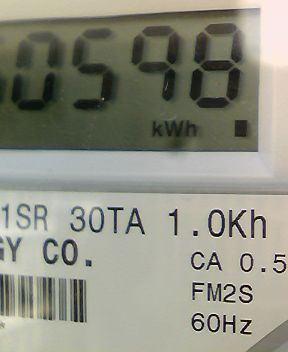 0598
kWh
1SR 30TA 1.0Kh
GY CO.
CA 0.5
FM2S
60Hz